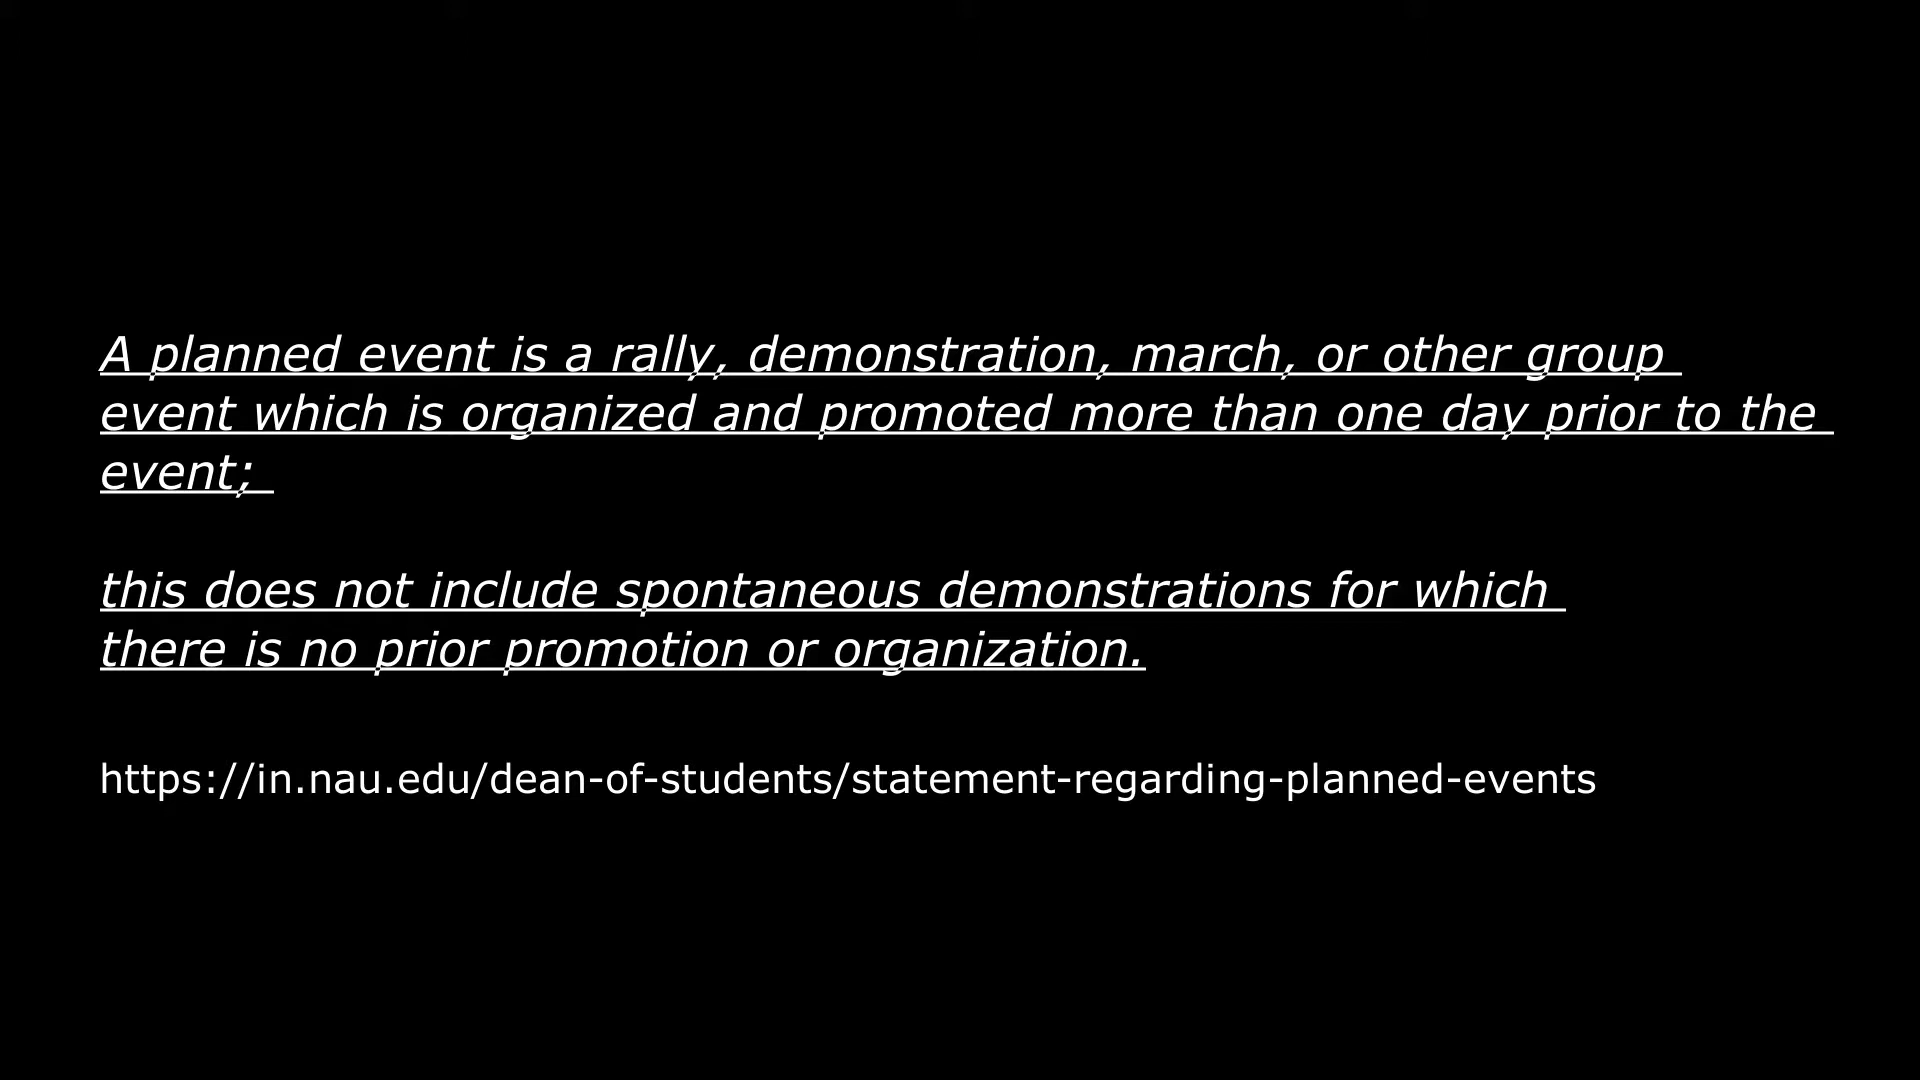 A planned event is a rally, demonstration, march, or other group
event which is organized and promoted more than one day prior to the
event;
this does not include spontaneous demonstrations for which
there is no prior promotion or organization.
https://in.nau.edu/dean-of-students/statement-regarding-planned-events